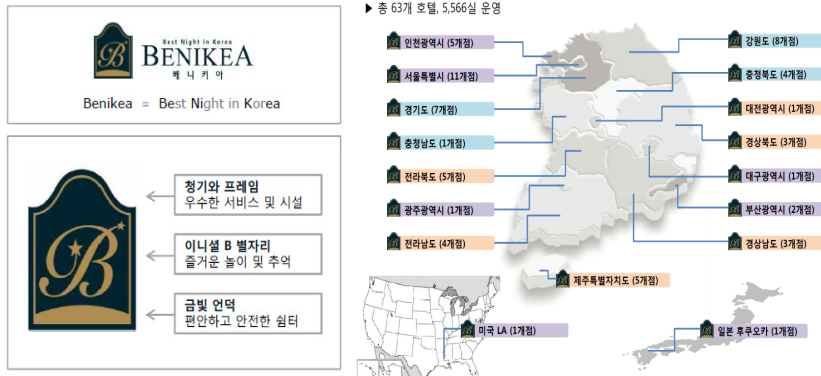 Best Night in Korea
BENIKEA
베니키아
Benikea = Best Night in Korea
청기와 프레임
우수한 서비스 및 시설
이니셜 B 별자리
즐거운 놀이 및 추억
금빛 언덕
편안하고 안전한 쉼터
▶ 총 63개 호텔, 5,566실 운영
인천광역시 (5개점)
서울특별시 (11개점)
경기도 (7개점)
충청남도 (1개점)
전라북도 (5개점)
광주광역시 (1개점)
전라남도 (4개점)
강원도 (8개점)
충청북도 (4개점)
대전광역시 (1개점)
경상북도 (3개점)
대구광역시 (1개점)
부산광역시 (2개점)
경상남도 (3개점)
제주특별자치도 (5개점)
미국 LA (1개점)
일본 후쿠오카 (1개점)